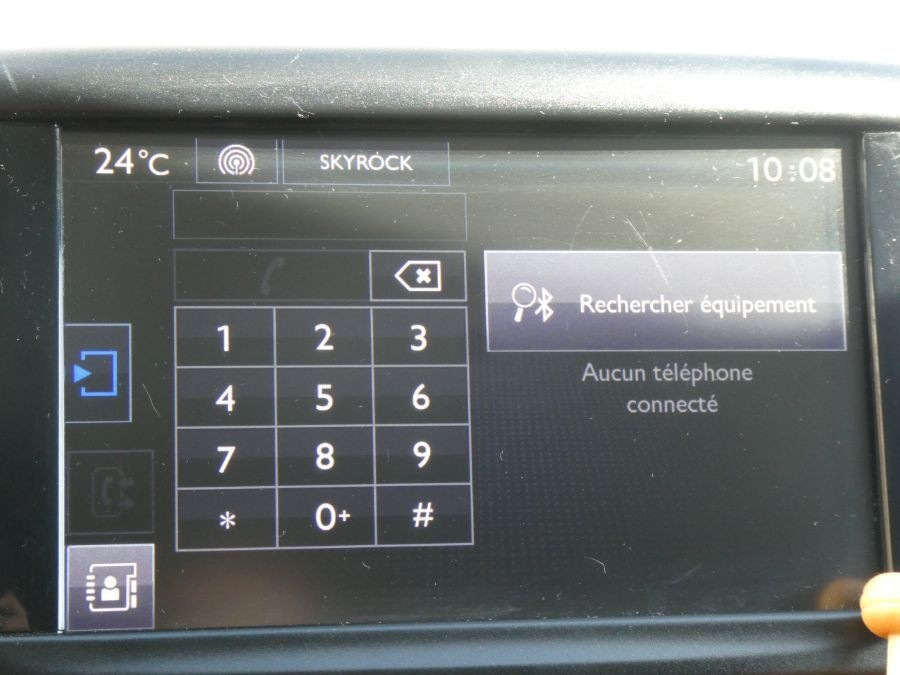 24°C SKYROCK 10:08
Rechercher équipement
Aucun téléphone
connecté
1 2 3
4 5 6
7 8 9
* 0+ #